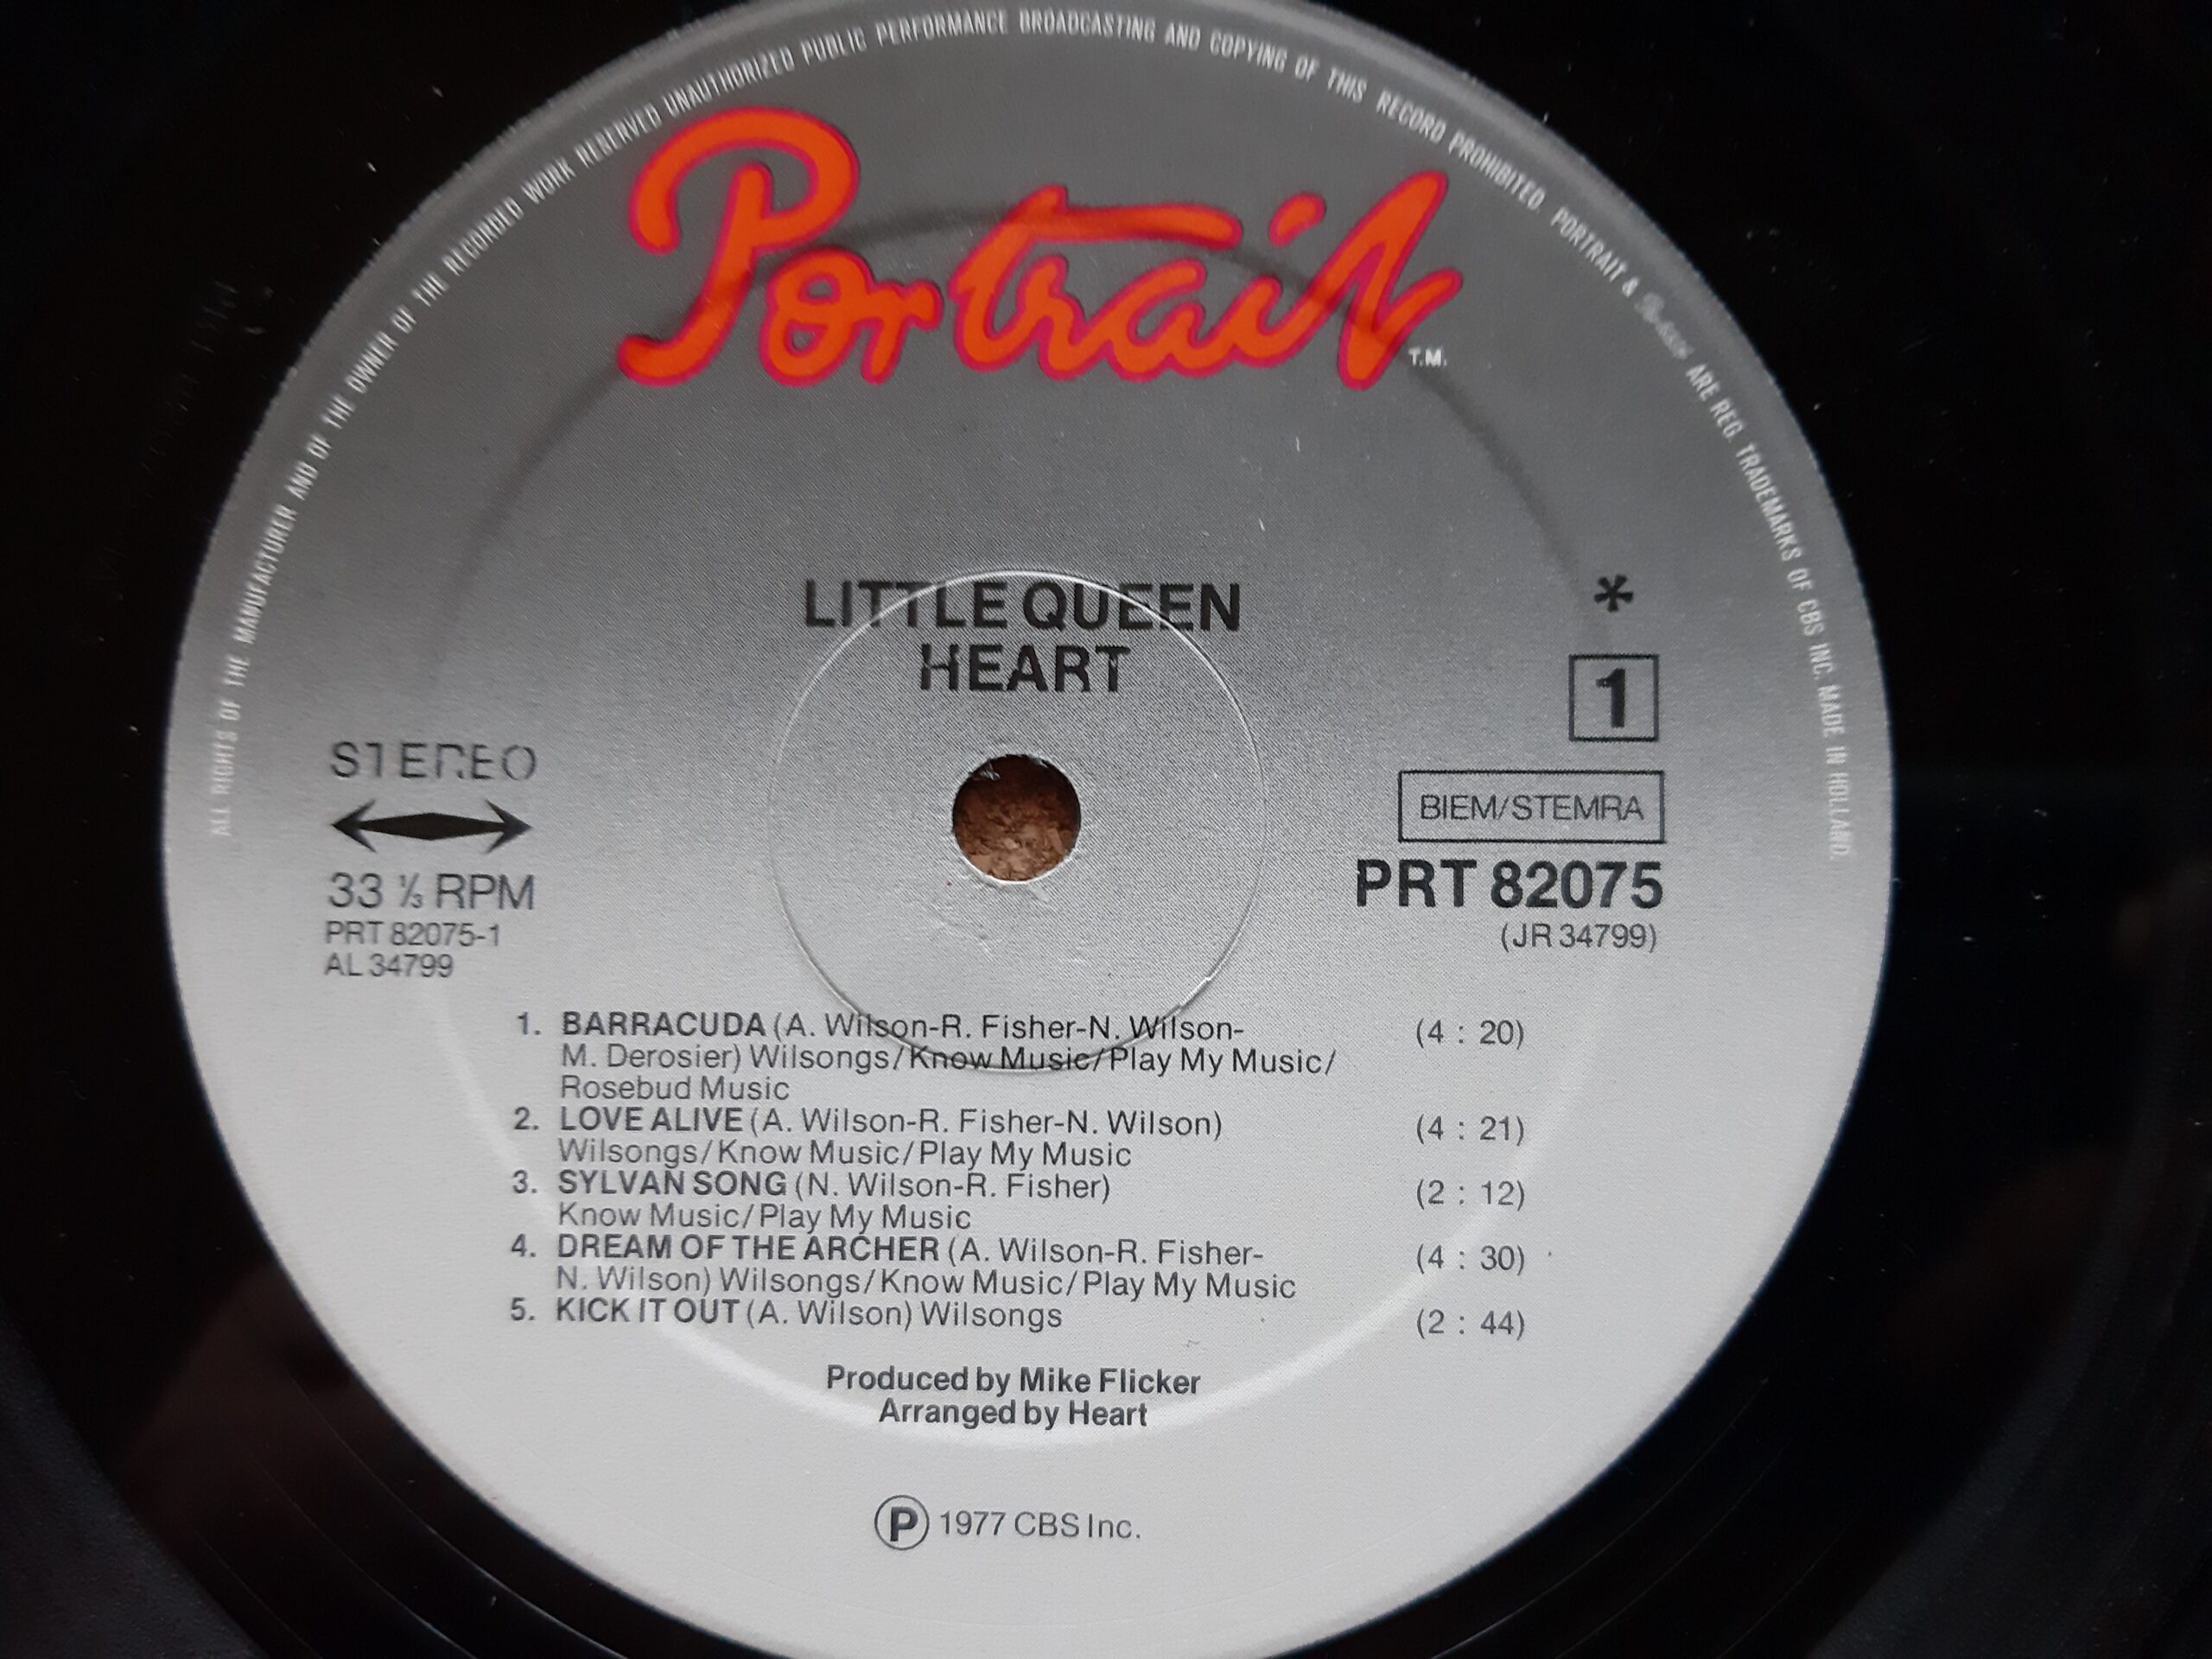 ALL RIGHTS OF THE MANUFACTURER AND OF THE OWNER OF THE RECORDED WORK RESERVED UNAUTHORIZED PUBLIC PERFORMANCE BROADCASTING AND COPYING OF THIS RECORD PROHIBITED. PORTRAIT & Portrait ARE REG. TRADEMARKS OF CBS INC. MADE IN HOLLAND.
Portrait T.M.
LITTLE QUEEN
HEART
*
1
STEREO
BIEM/STEMRA
33 ⅓ RPM
PRT 82075
PRT 82075-1
(JR 34799)
AL 34799
1. BARRACUDA (A. Wilson-R. Fisher-N. Wilson- (4 : 20)
M. Derosier) Wilsongs/Know Music/Play My Music/
Rosebud Music
2. LOVE ALIVE (A. Wilson-R. Fisher-N. Wilson) (4 : 21)
Wilsongs/Know Music/Play My Music
3. SYLVAN SONG (N. Wilson-R. Fisher) (2 : 12)
Know Music/Play My Music
4. DREAM OF THE ARCHER (A. Wilson-R. Fisher- (4 : 30)
N. Wilson) Wilsongs/Know Music/Play My Music
5. KICK IT OUT (A. Wilson) Wilsongs (2 : 44)
Produced by Mike Flicker
Arranged by Heart
Ⓟ 1977 CBS Inc.